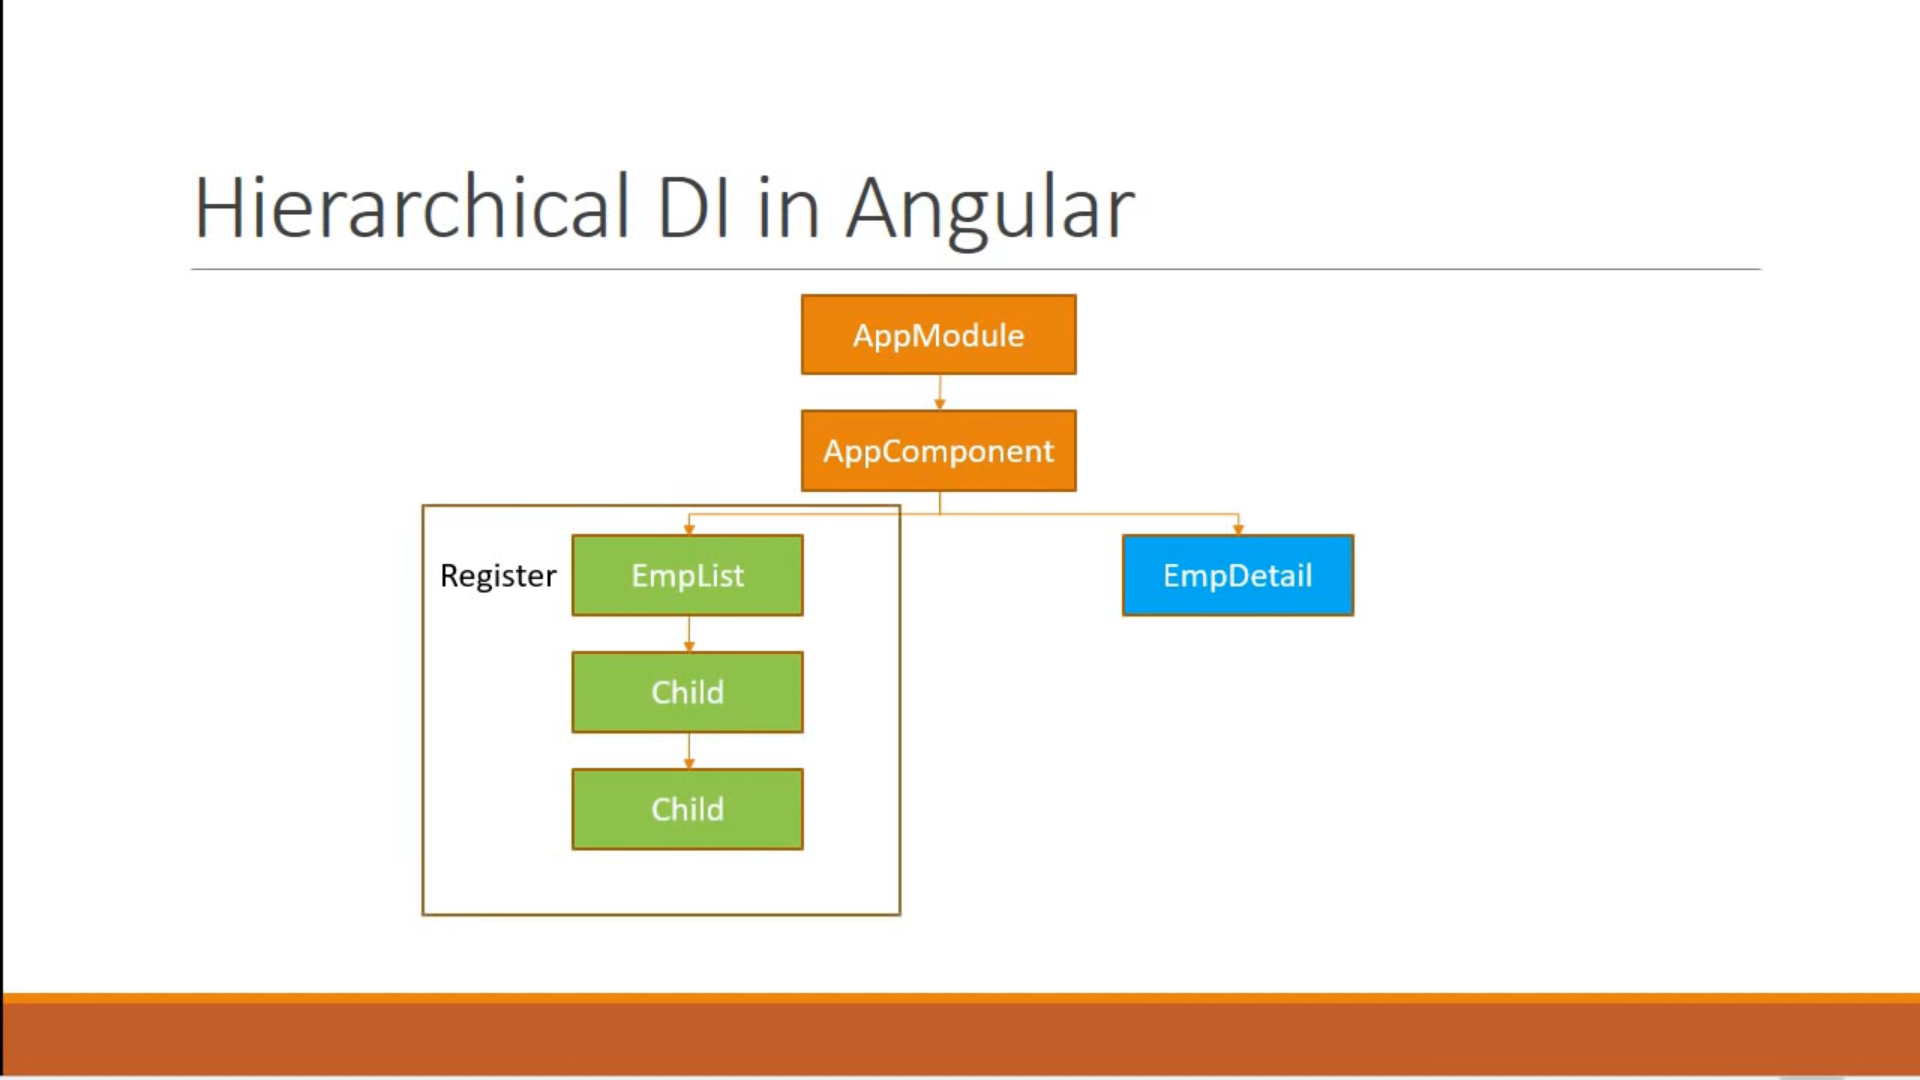 Hierarchical DI in Angular
AppModule
AppComponent
Register
EmpList
EmpDetail
Child
Child